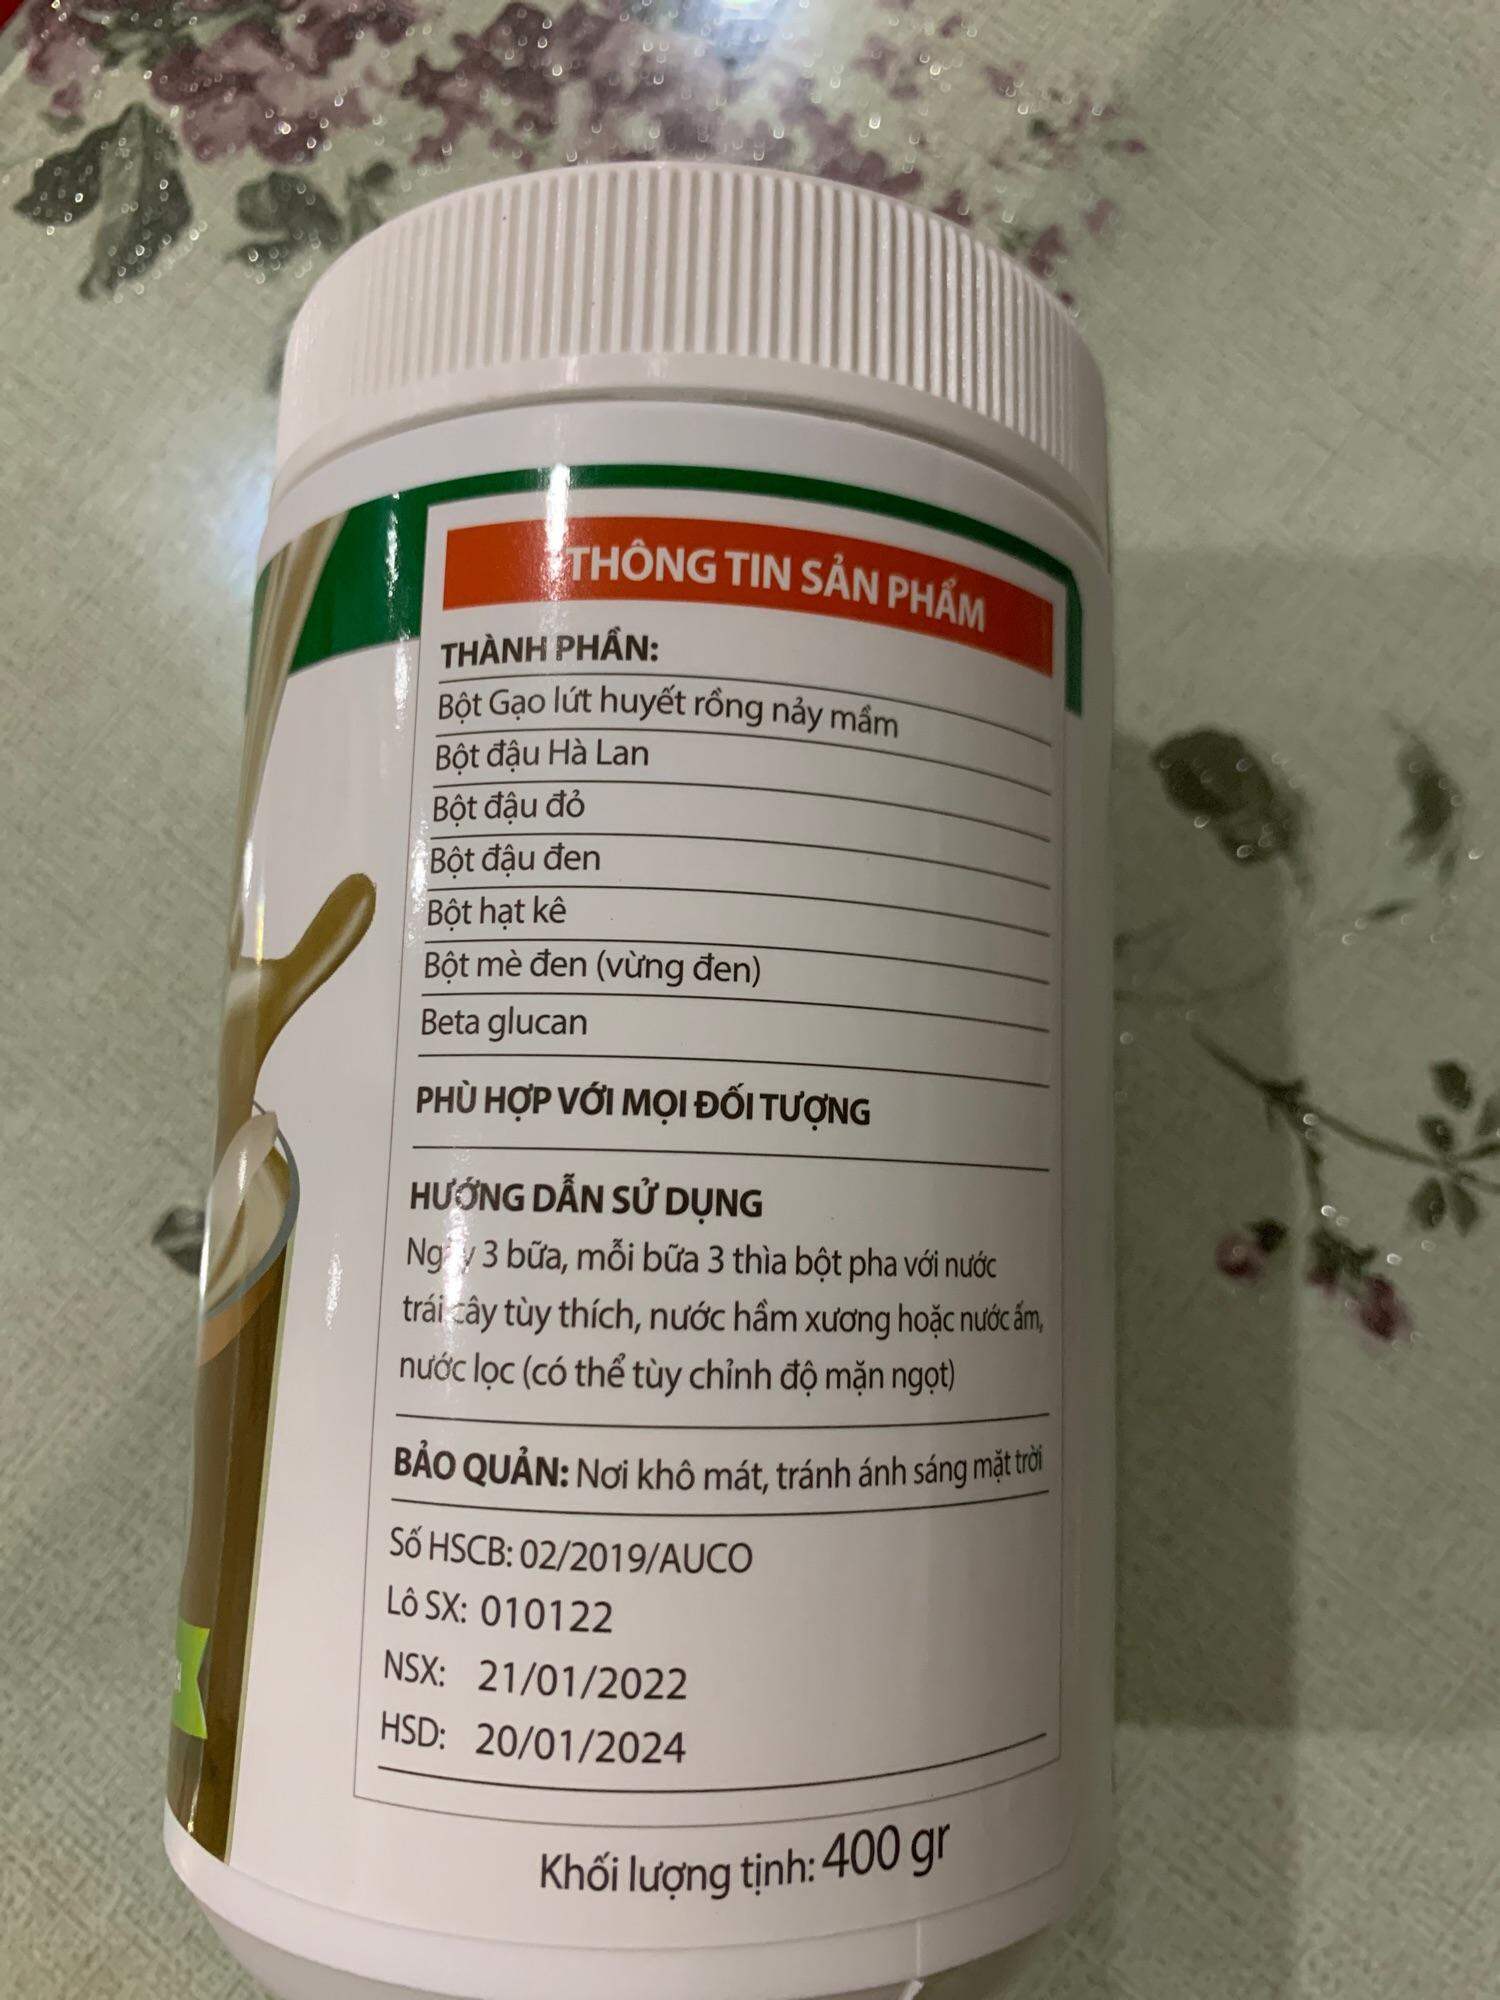 THÔNG TIN SẢN PHẨM
THÀNH PHẦN:
Bột Gạo lứt huyết rồng nảy mầm
Bột đậu Hà Lan
Bột đậu đỏ
Bột đậu đen
Bột hạt kê
Bột mè đen (vừng đen)
Beta glucan
PHÙ HỢP VỚI MỌI ĐỐI TƯỢNG
HƯỚNG DẪN SỬ DỤNG
Ngày 3 bữa, mỗi bữa 3 thìa bột pha với nước
trái cây tùy thích, nước hầm xương hoặc nước ấm,
nước lọc (có thể tùy chỉnh độ mặn ngọt)
BẢO QUẢN: Nơi khô mát, tránh ánh sáng mặt trời
Số HSCB: 02/2019/AUCO
Lô SX: 010122
NSX: 21/01/2022
HSD: 20/01/2024
Khối lượng tịnh: 400 gr